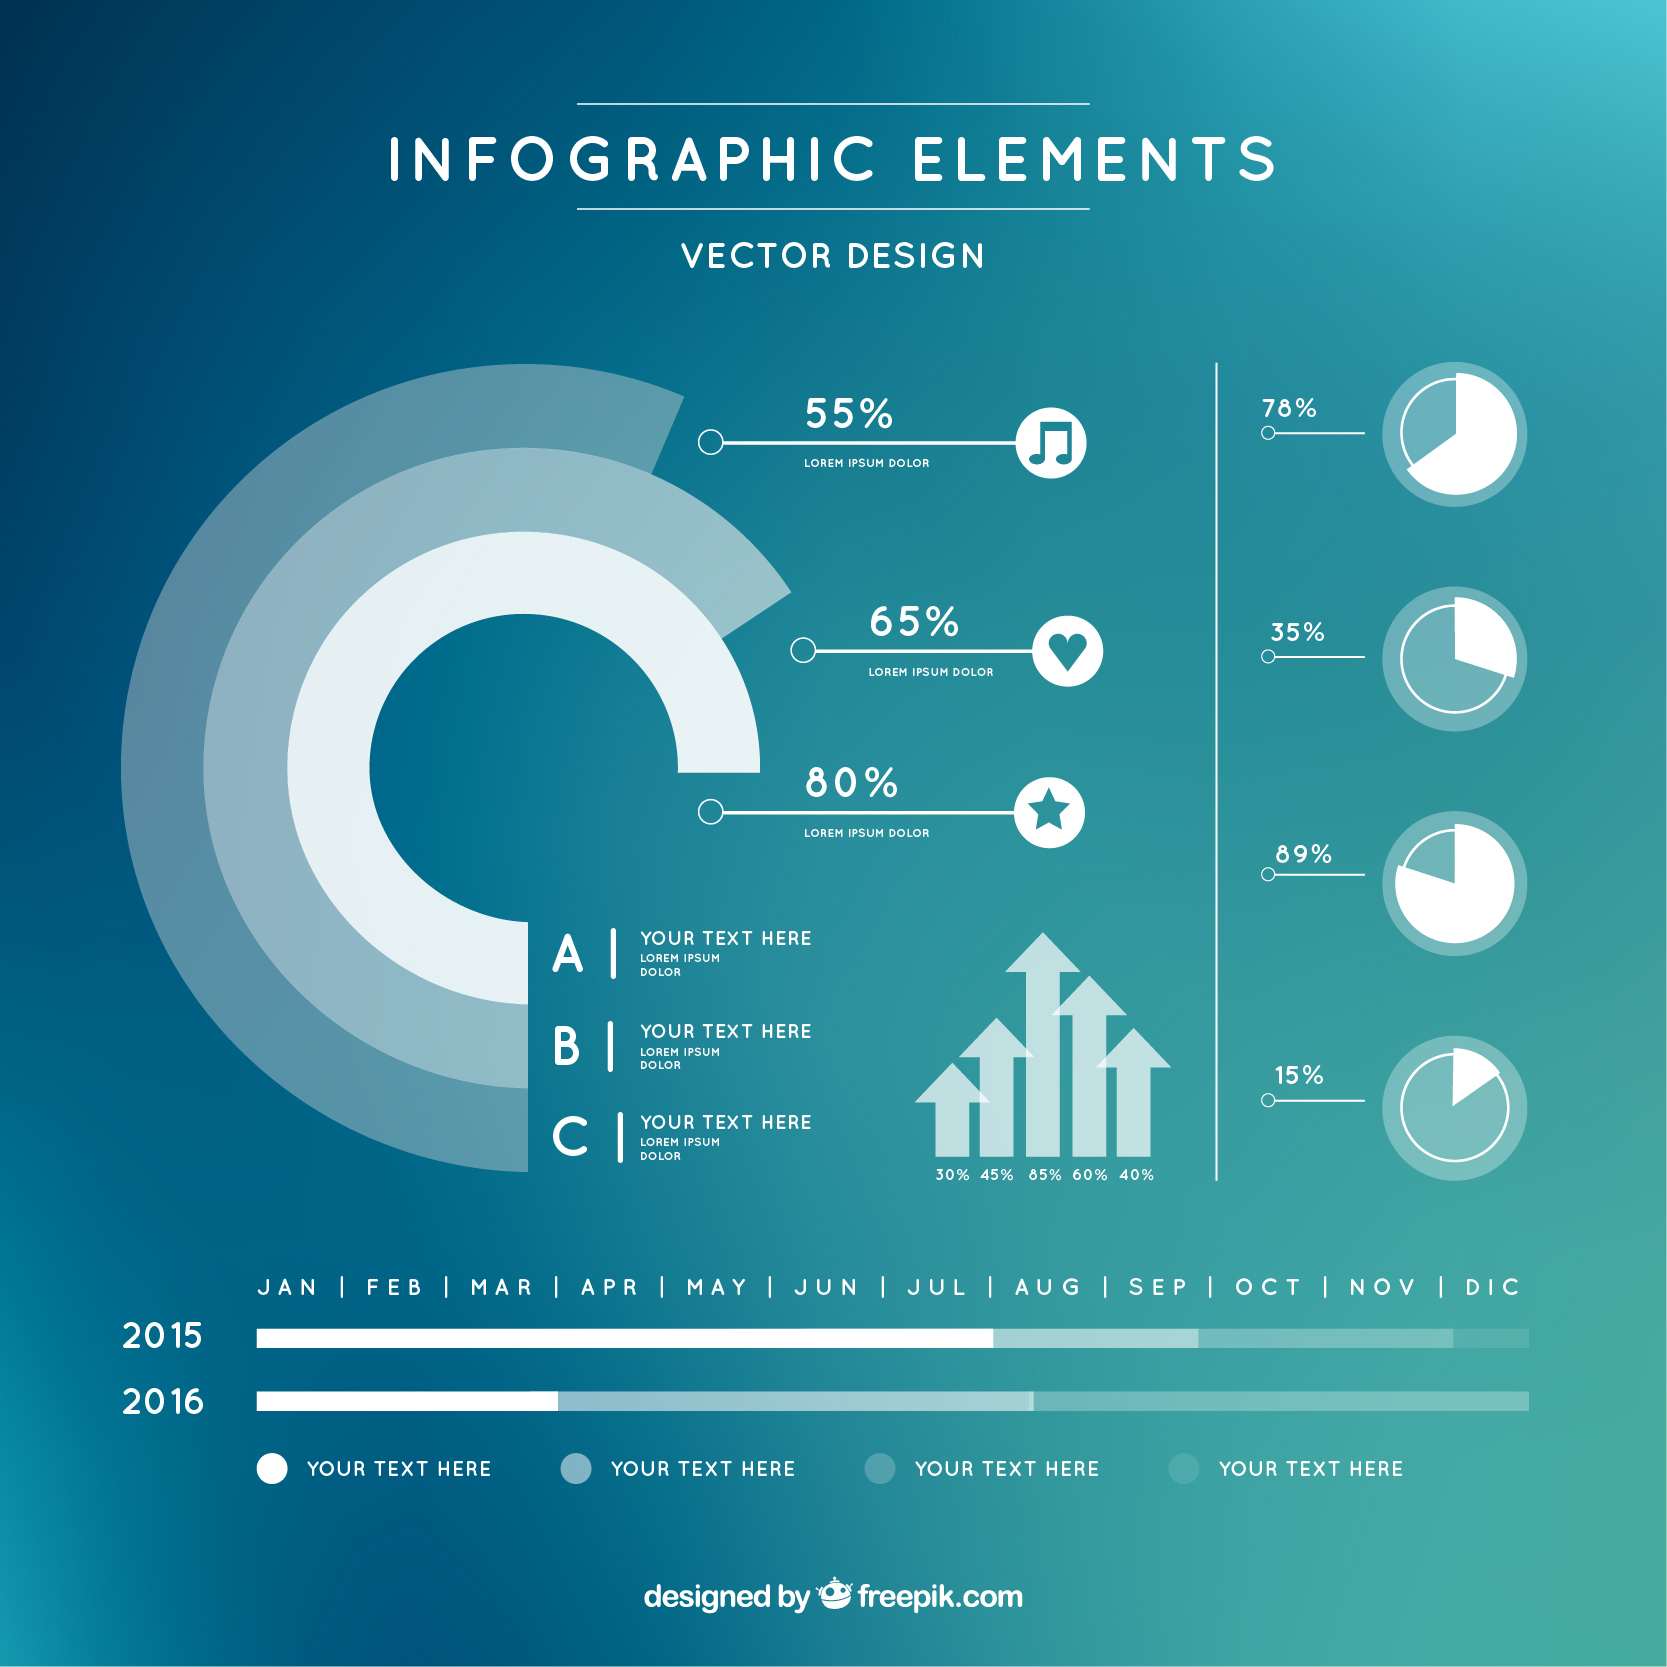 INFOGRAPHIC ELEMENTS
VECTOR DESIGN
55%
LOREM IPSUM DOLOR
65%
LOREM IPSUM DOLOR
80%
LOREM IPSUM DOLOR
78%
35%
89%
15%
A
YOUR TEXT HERE
LOREM IPSUM
DOLOR
B
YOUR TEXT HERE
LOREM IPSUM
DOLOR
C
YOUR TEXT HERE
LOREM IPSUM
DOLOR
30% 45% 85% 60% 40%
JAN | FEB | MAR | APR | MAY | JUN | JUL | AUG | SEP | OCT | NOV | DIC
2015
2016
YOUR TEXT HERE YOUR TEXT HERE YOUR TEXT HERE YOUR TEXT HERE
designed by freepik.com